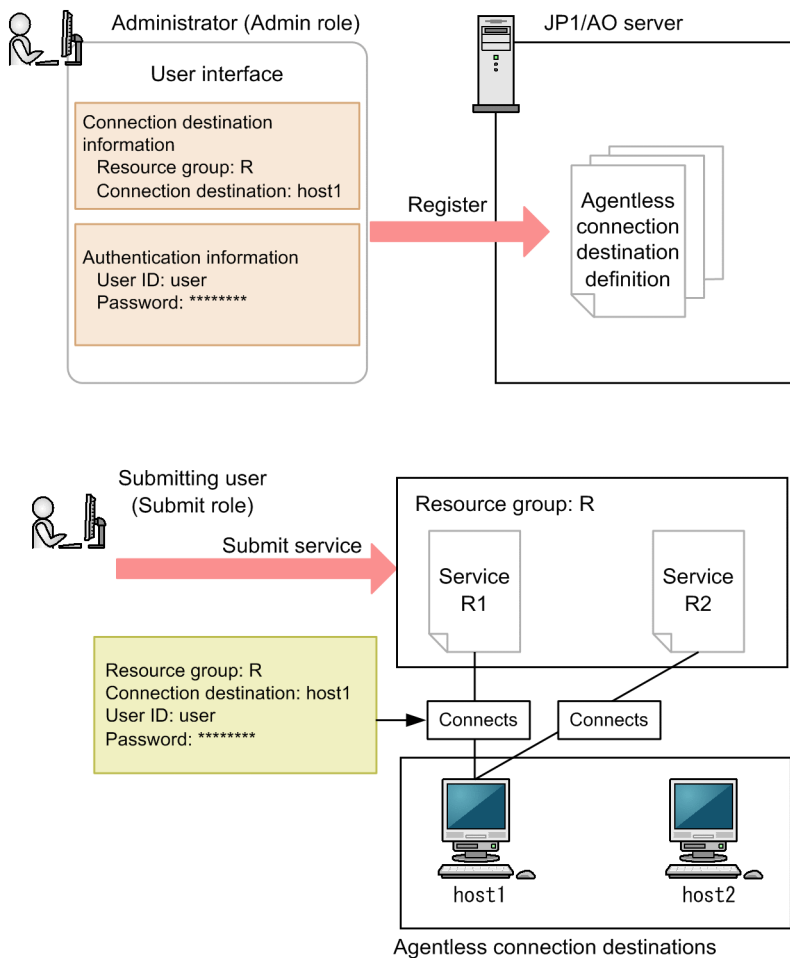 Administrator (Admin role)
JP1/AO server
User interface
Connection destination
information
Resource group: R
Connection destination: host1
Authentication information
User ID: user
Password: ********
Register
Agentless
connection
destination
definition
Submitting user
(Submit role)
Submit service
Resource group: R
Service
R1
Service
R2
Resource group: R
Connection destination: host1
User ID: user
Password: ********
Connects
Connects
host1
host2
Agentless connection destinations